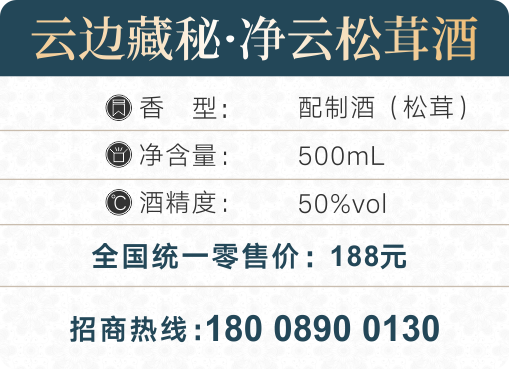 云边藏秘·净云松茸酒
香 型： 配制酒（松茸）
净含量： 500mL
℃ 酒精度： 50%vol
全国统一零售价：188元
招商热线:180 0890 0130